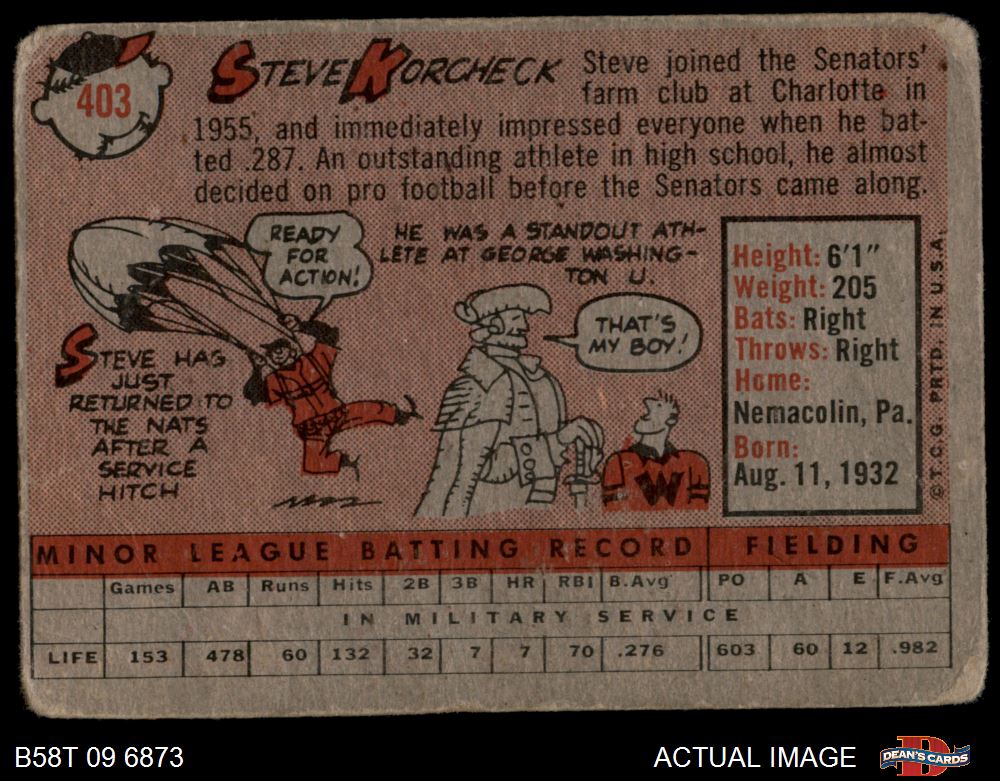 403
STEVE KORCHECK
Steve joined the Senators'
farm club at Charlotte in
1955, and immediately impressed everyone when he bat-
ted .287. An outstanding athlete in high school, he almost
decided on pro football before the Senators came along.
READY
FOR
ACTION!
HE WAS A STANDOUT ATH-
LETE AT GEORGE WASHING-
TON U.
THAT'S
MY BOY!
STEVE HAS
JUST
RETURNED TO
THE NATS
AFTER A
SERVICE
HITCH
W
Height: 6'1"
Weight: 205
Bats: Right
Throws: Right
Home:
Nemacolin, Pa.
Born:
Aug. 11, 1932
© T.C.G. PRTD. IN U.S.A.
MINOR LEAGUE BATTING RECORD FIELDING
Games AB Runs Hits 2B 3B HR RBI B.Avg PO A E F.Avg
IN MILITARY SERVICE
LIFE 153 478 60 132 32 7 7 70 .276 603 60 12 .982
B58T 09 6873 ACTUAL IMAGE DEAN'S CARDS